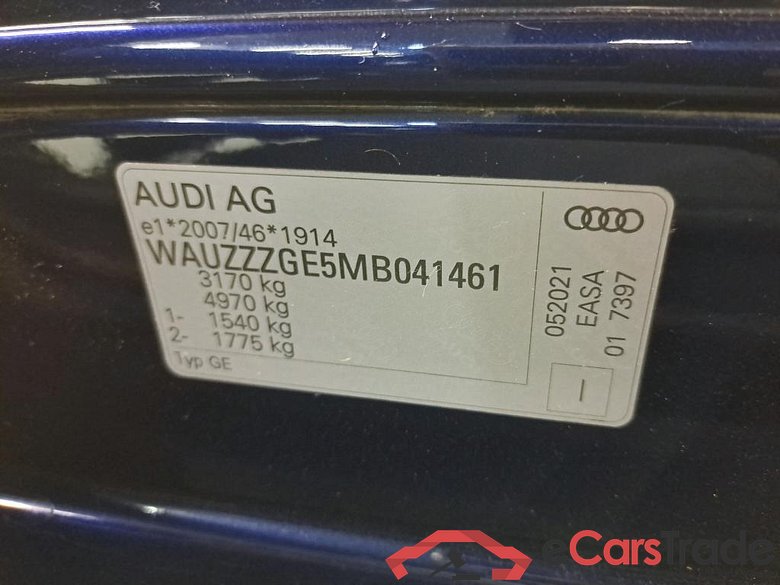 AUDI AG
e1*2007/46*1914
WAUZZZGE5MB041461
3170 kg
4970 kg
1- 1540 kg
2- 1775 kg
Typ GE
052021
EASA
01 7397
eCarsTrade